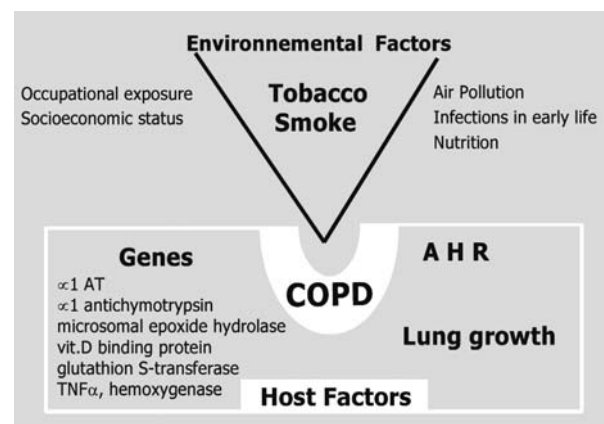 Environnemental Factors
Occupational exposure
Socioeconomic status
Tobacco
Smoke
Air Pollution
Infections in early life
Nutrition
Genes
∝1 AT
∝1 antichymotrypsin
microsomal epoxide hydrolase
vit.D binding protein
glutathion S-transferase
TNFα, hemoxygenase
COPD
A H R
Lung growth
Host Factors